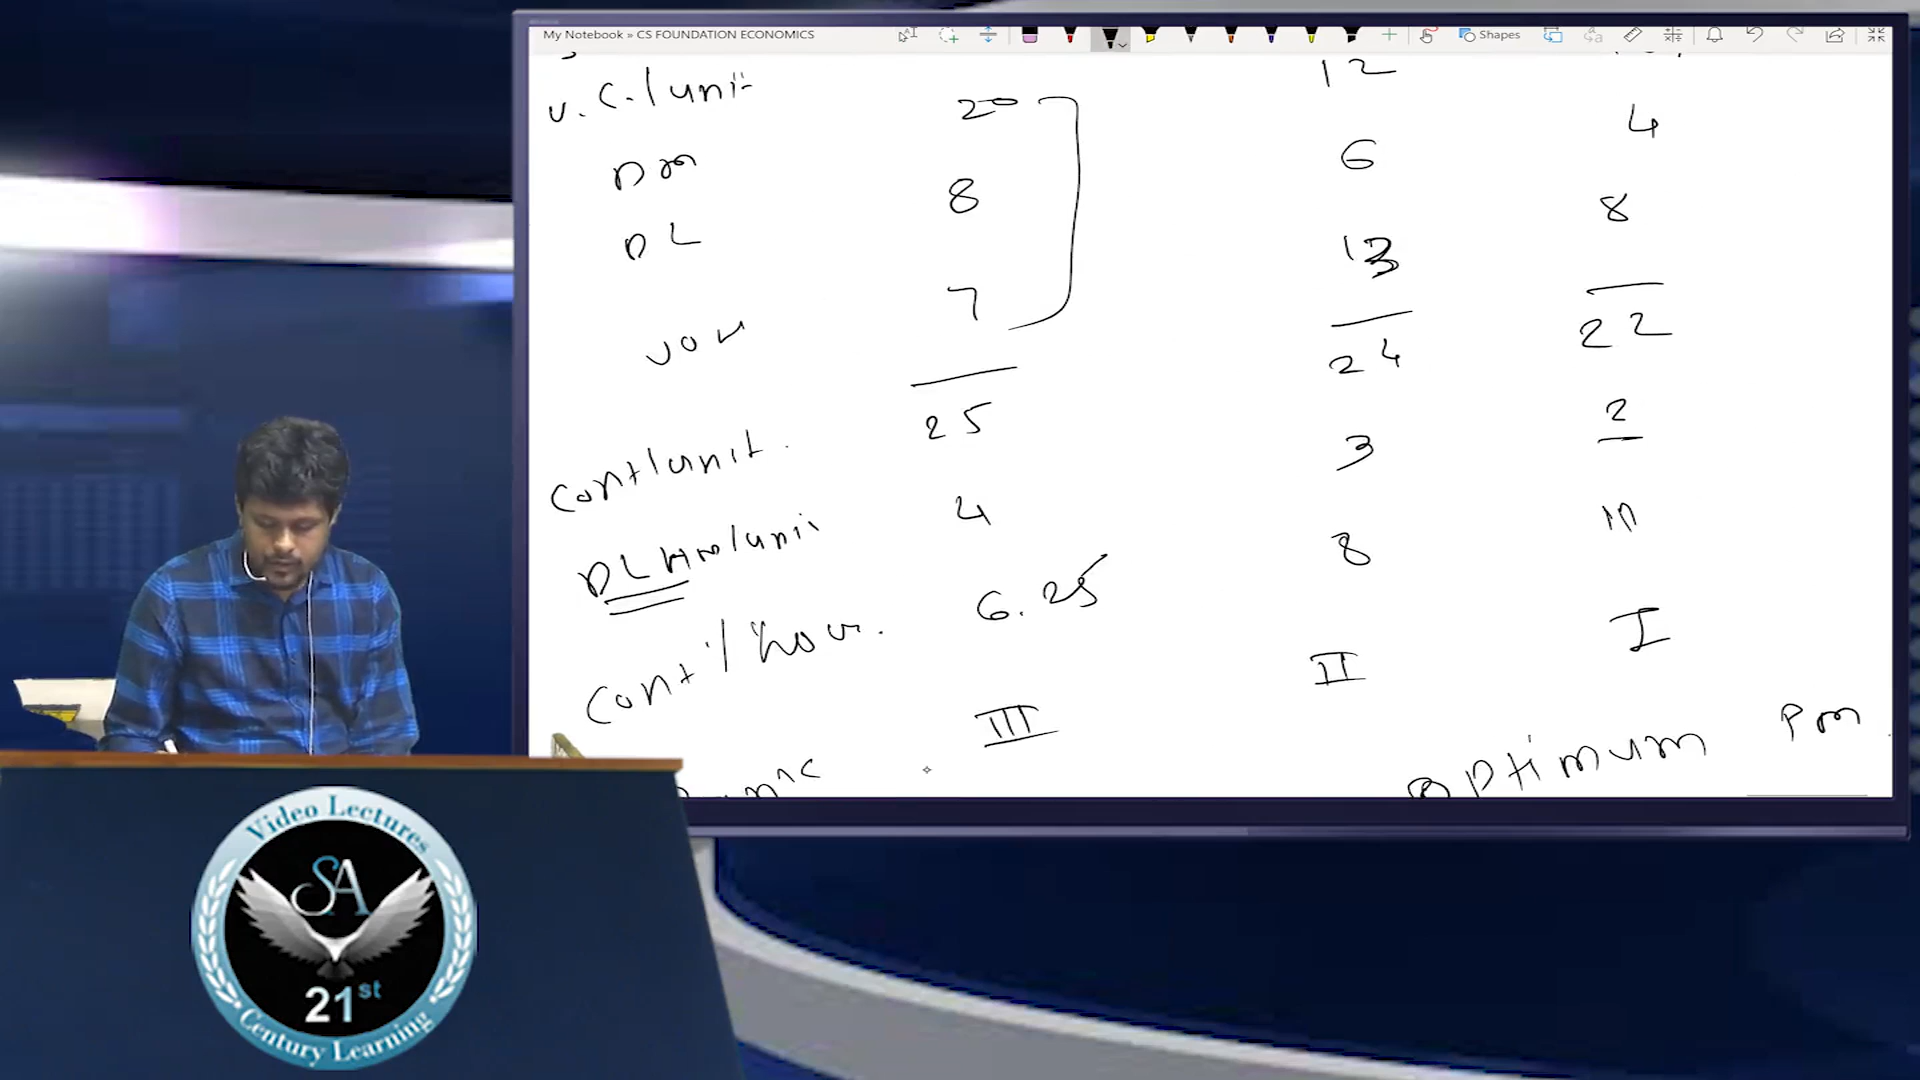 My Notebook » CS FOUNDATION ECONOMICS
Shapes
v.C./unit
20 12
DM 8 6 4
DL 7 13 8
VOH
25 24 22
Cont/unit.
4 3 2
DLHrs/unit
6.25 8
Cont/hour.
III II I
optimum Pm
Video Lectures
SA
21st
Century Learning